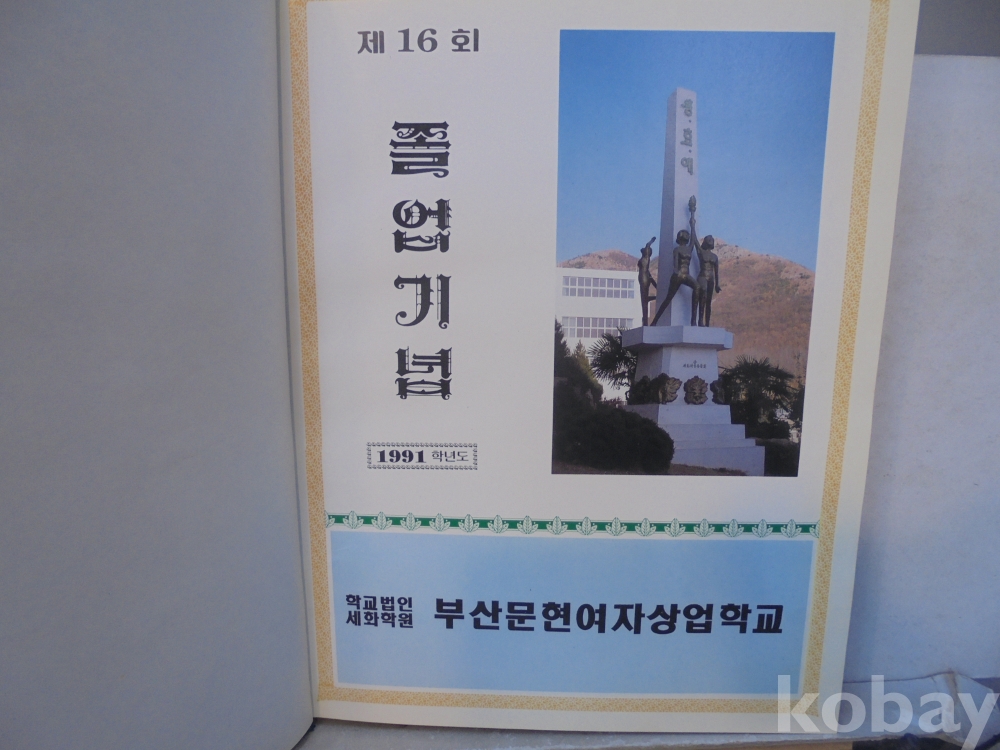 제 16 회
졸업기념
1991 학년도
학교법인
세화학원
부산문현여자상업학교
kobay